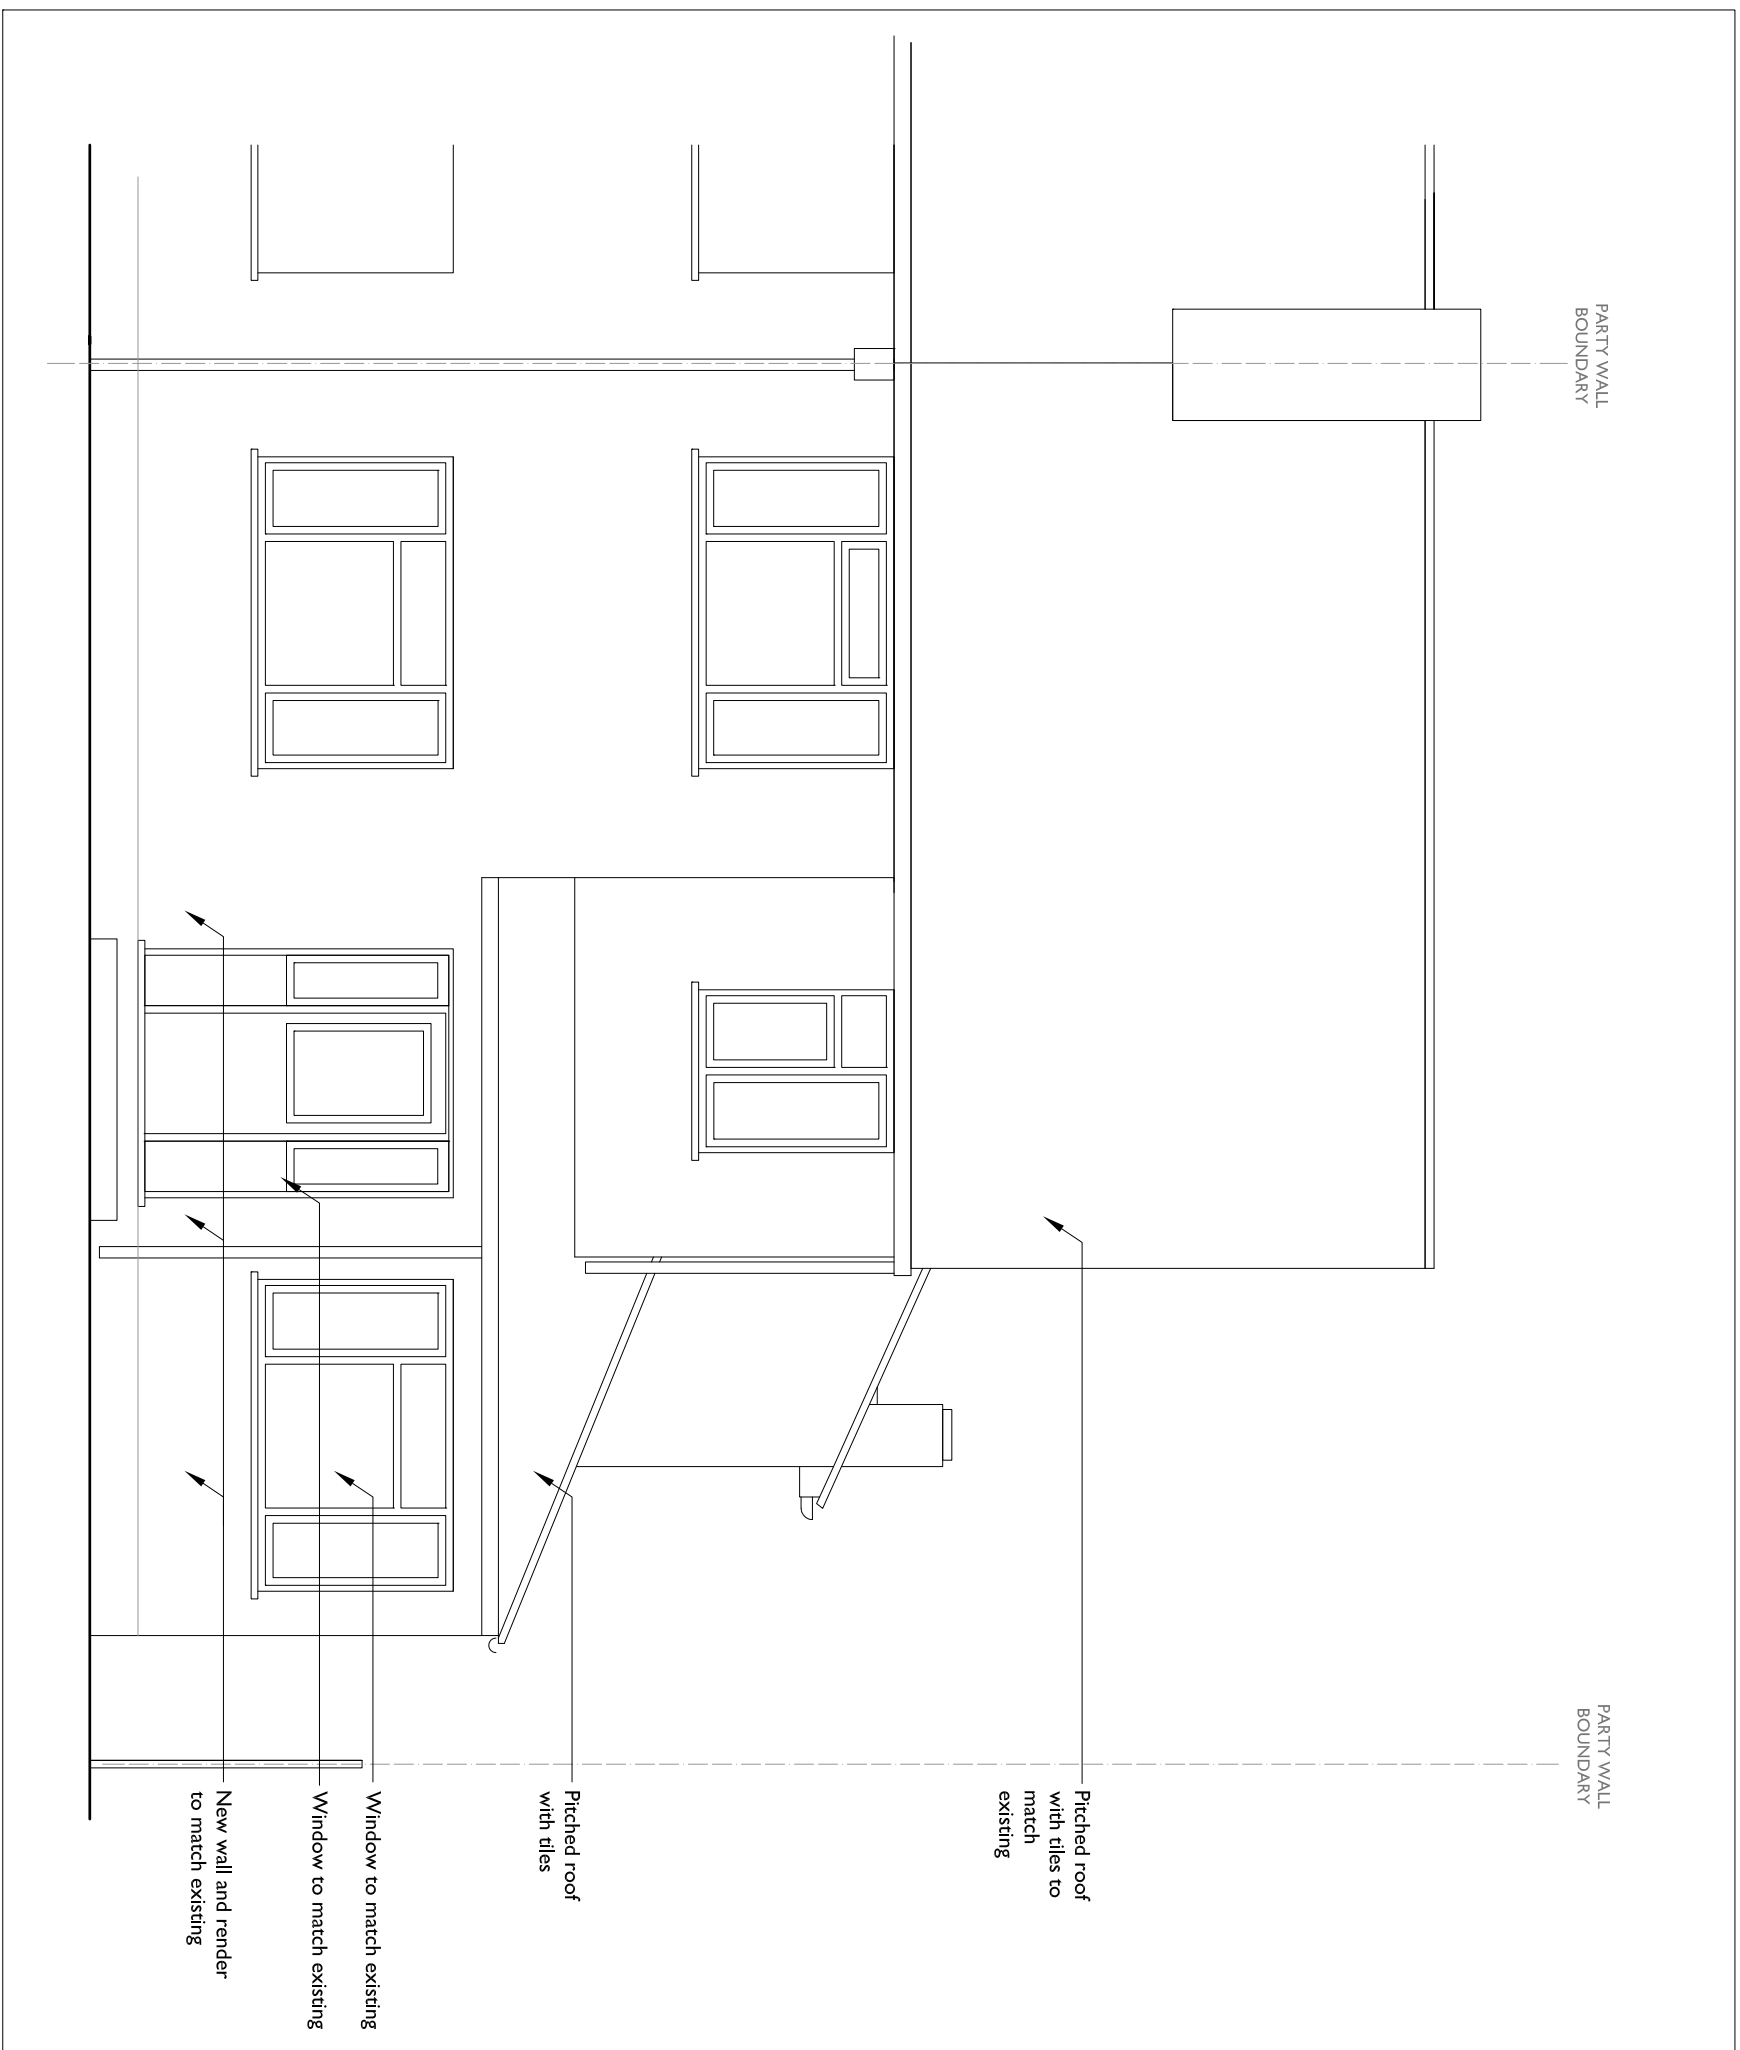 PARTY WALL
BOUNDARY
PARTY WALL
BOUNDARY
Pitched roof
with tiles to
match
existing
Pitched roof
with tiles
Window to match existing
Window to match existing
New wall and render
to match existing